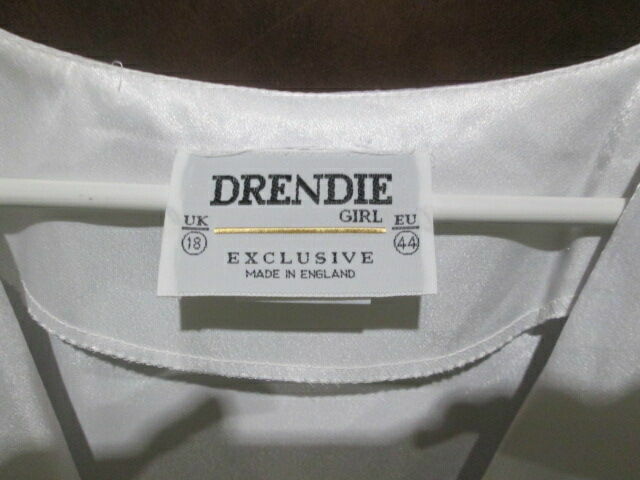 DRENDIE
GIRL
UK
18
EU
44
EXCLUSIVE
MADE IN ENGLAND